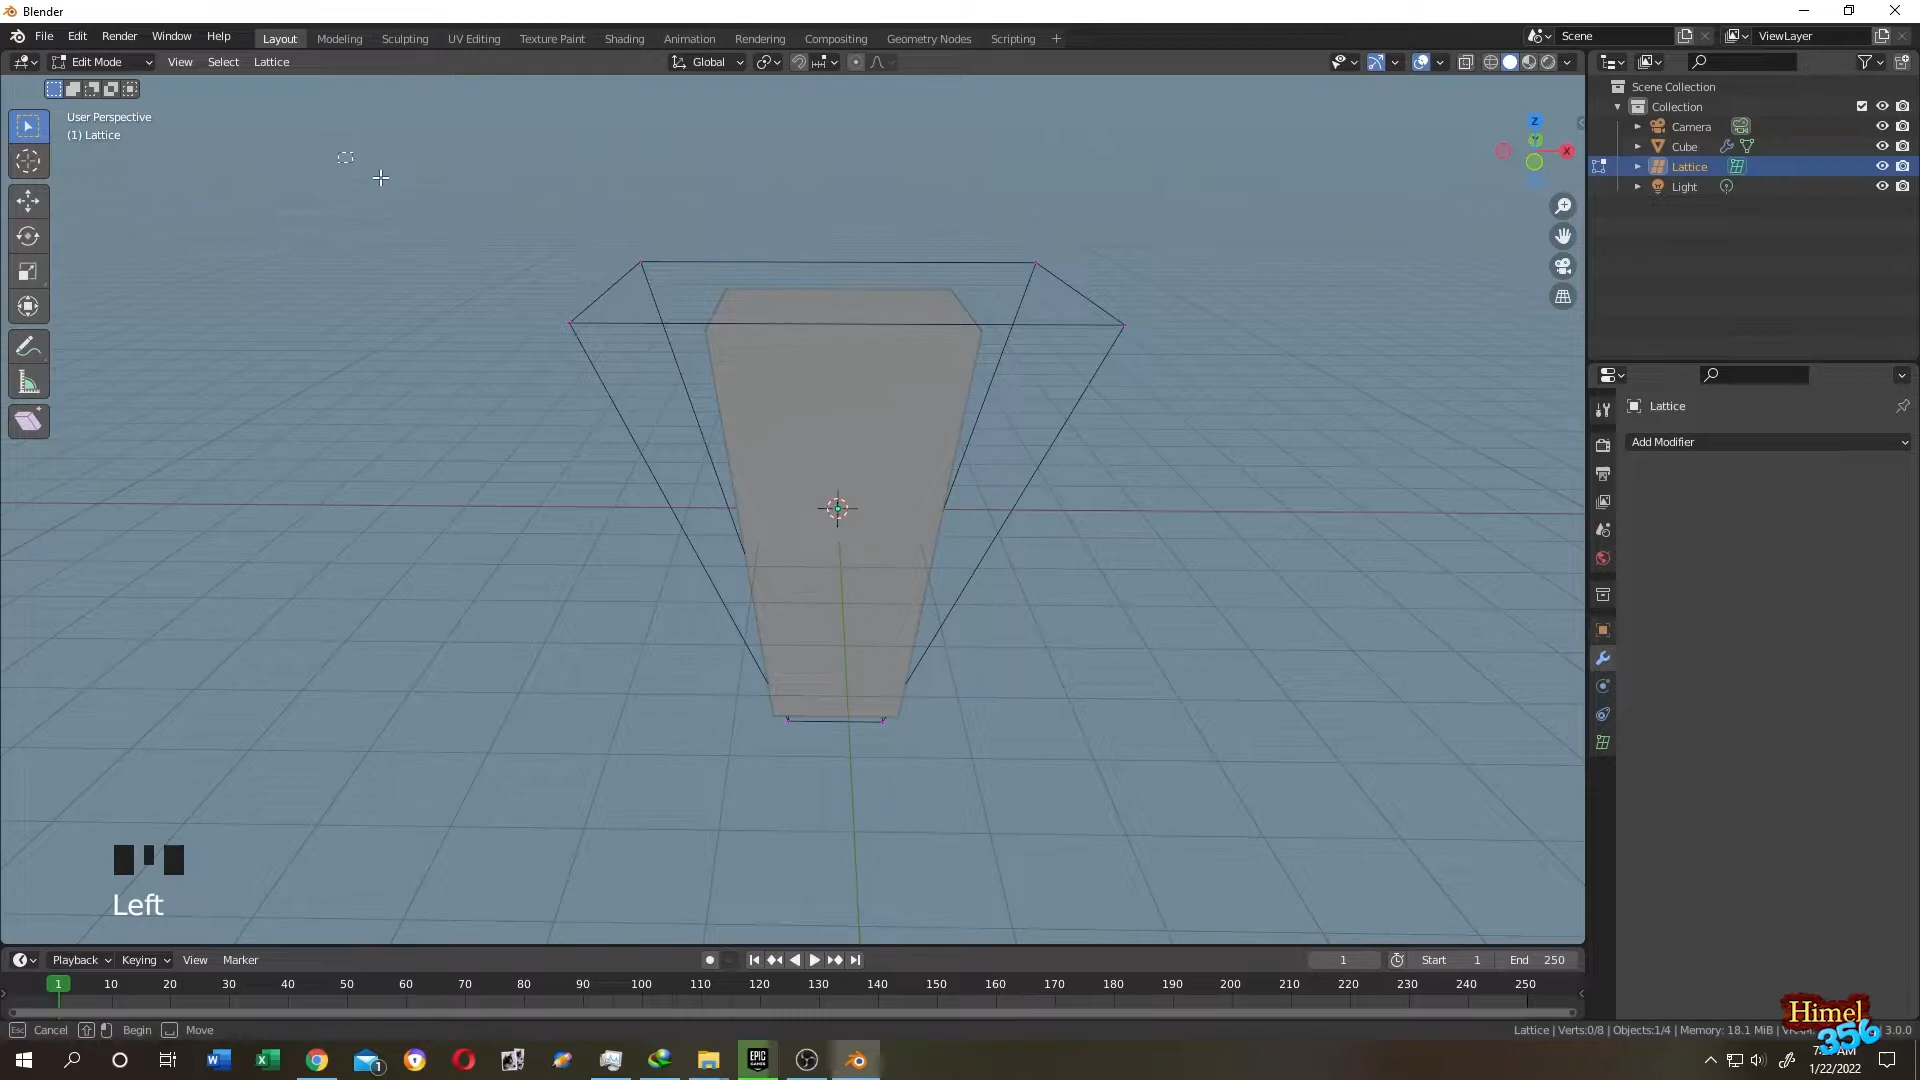 Blender
File Edit Render Window Help
Layout Modeling Sculpting UV Editing Texture Paint Shading Animation Rendering Compositing Geometry Nodes Scripting +
Scene
ViewLayer
Edit Mode View Select Lattice
Global
User Perspective
(1) Lattice
Z
Y
X
Scene Collection
Collection
Camera
Cube
Lattice
Light
Lattice
Add Modifier
Left
Playback Keying View Marker
1
Start 1
End 250
1 10 20 30 40 50 60 70 80 90 100 110 120 130 140 150 160 170 180 190 200 210 220 230 240 250
Esc Cancel Begin Move
Lattice | Verts:0/8 | Objects:1/4 | Memory: 18.1 MiB | 3.0.0
Himel
356
EPIC
GAMES
1
1/22/2022